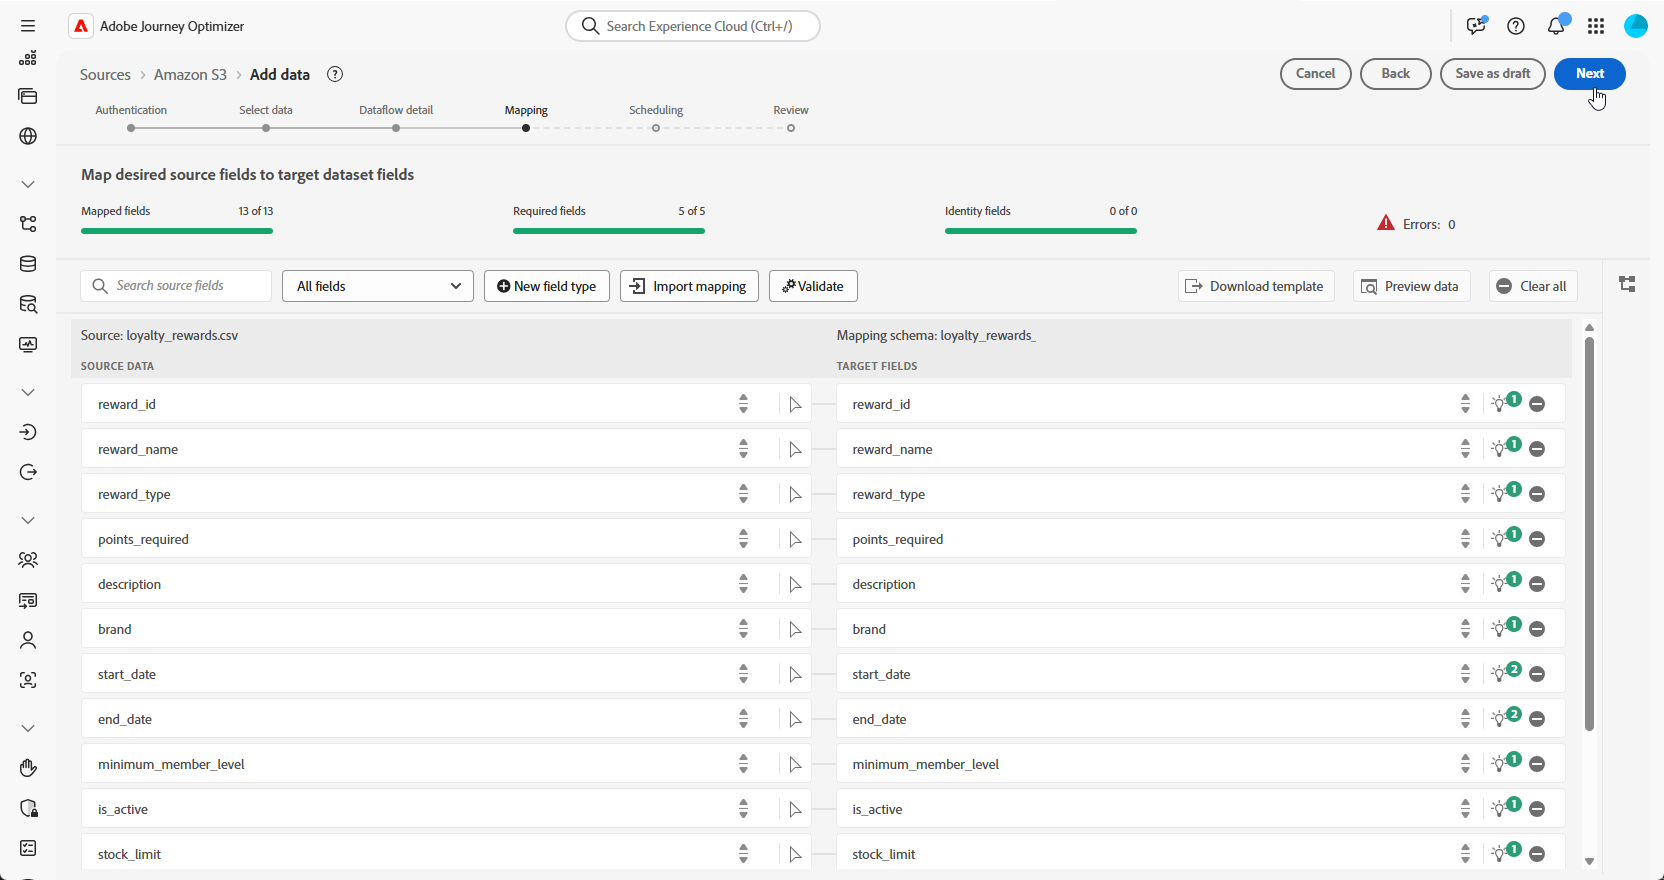 Adobe Journey Optimizer
Search Experience Cloud (Ctrl+/)
Sources > Amazon S3 > Add data
Cancel
Back
Save as draft
Next
Authentication
Select data
Dataflow detail
Mapping
Scheduling
Review
Map desired source fields to target dataset fields
Mapped fields 13 of 13
Required fields 5 of 5
Identity fields 0 of 0
Errors: 0
Search source fields
All fields
New field type
Import mapping
Validate
Download template
Preview data
Clear all
Source: loyalty_rewards.csv
Mapping schema: loyalty_rewards_
SOURCE DATA
TARGET FIELDS
reward_id
reward_id
1
reward_name
reward_name
1
reward_type
reward_type
1
points_required
points_required
1
description
description
1
brand
brand
1
start_date
start_date
2
end_date
end_date
2
minimum_member_level
minimum_member_level
1
is_active
is_active
1
stock_limit
stock_limit
1